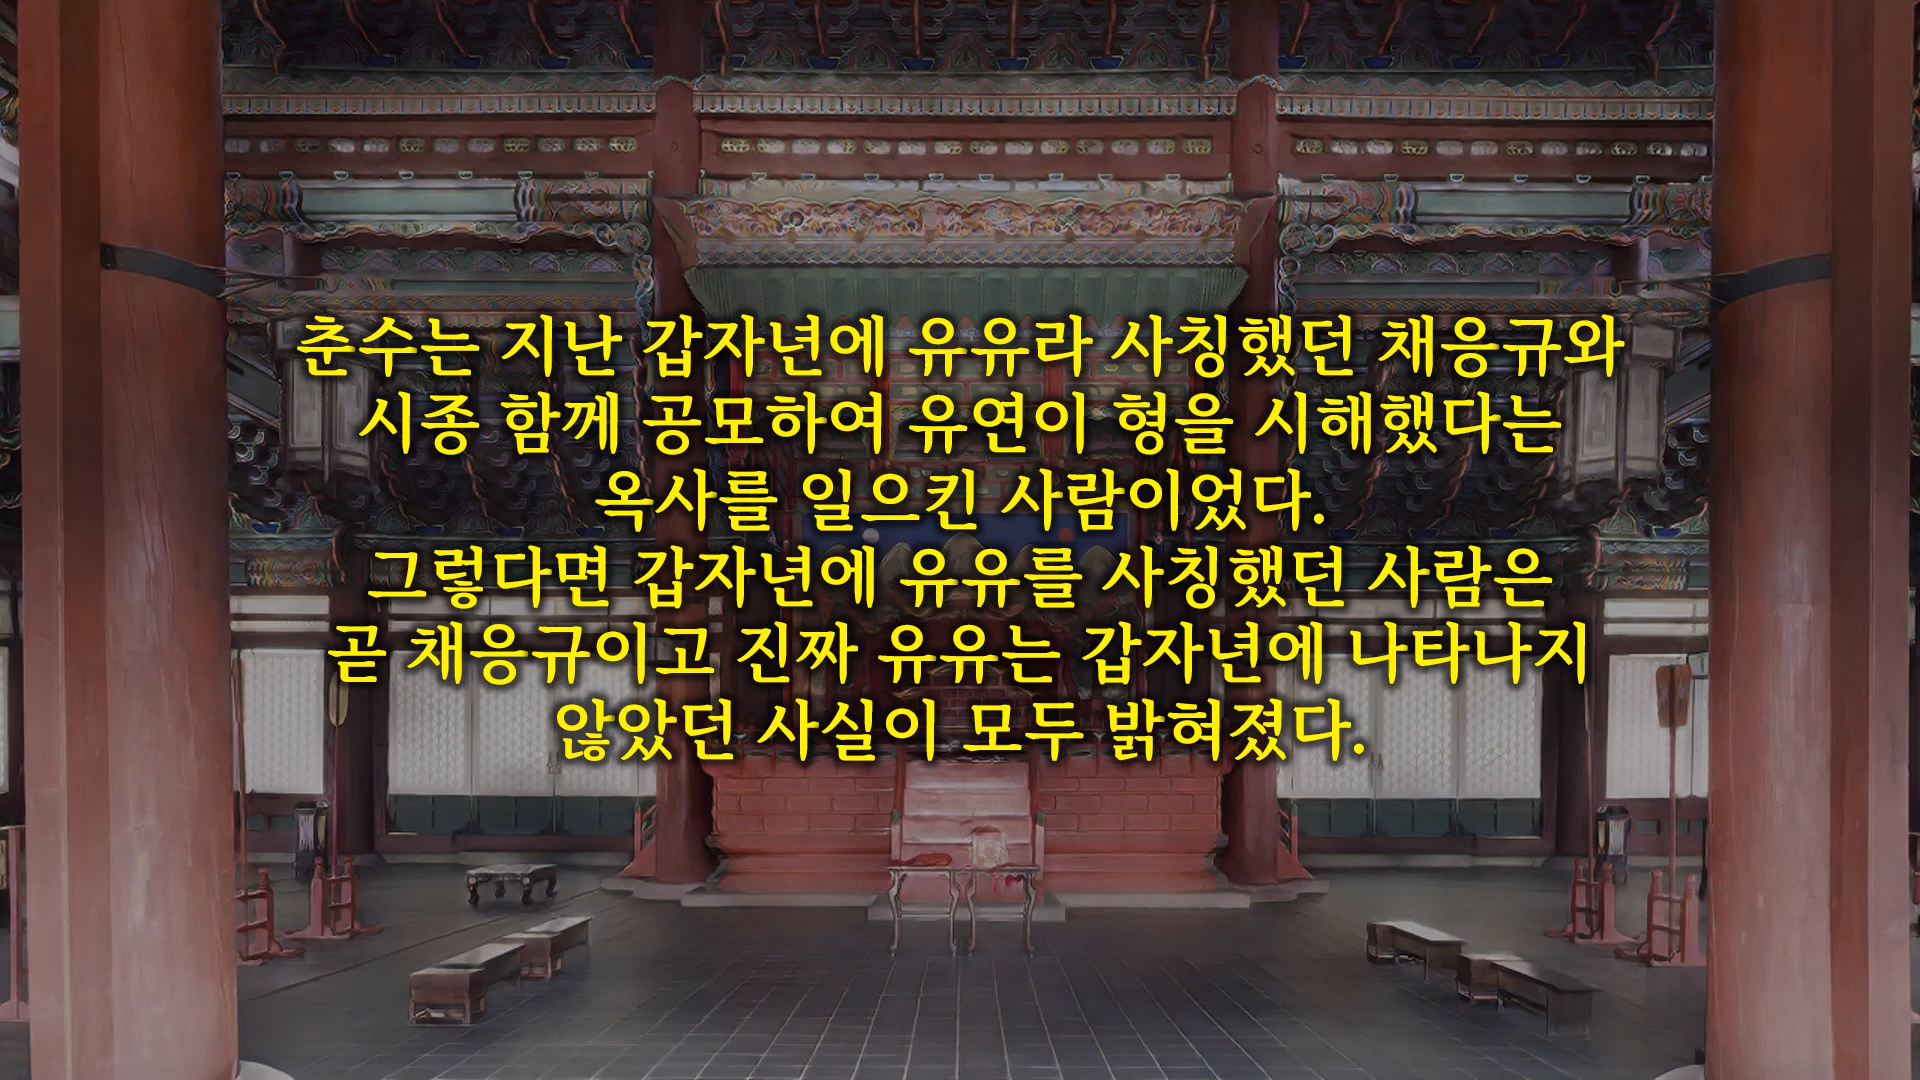 춘수는 지난 갑자년에 유유라 사칭했던 채응규와
시종 함께 공모하여 유연이 형을 시해했다는
옥사를 일으킨 사람이었다.
그렇다면 갑자년에 유유를 사칭했던 사람은
곧 채응규이고 진짜 유유는 갑자년에 나타나지
않았던 사실이 모두 밝혀졌다.